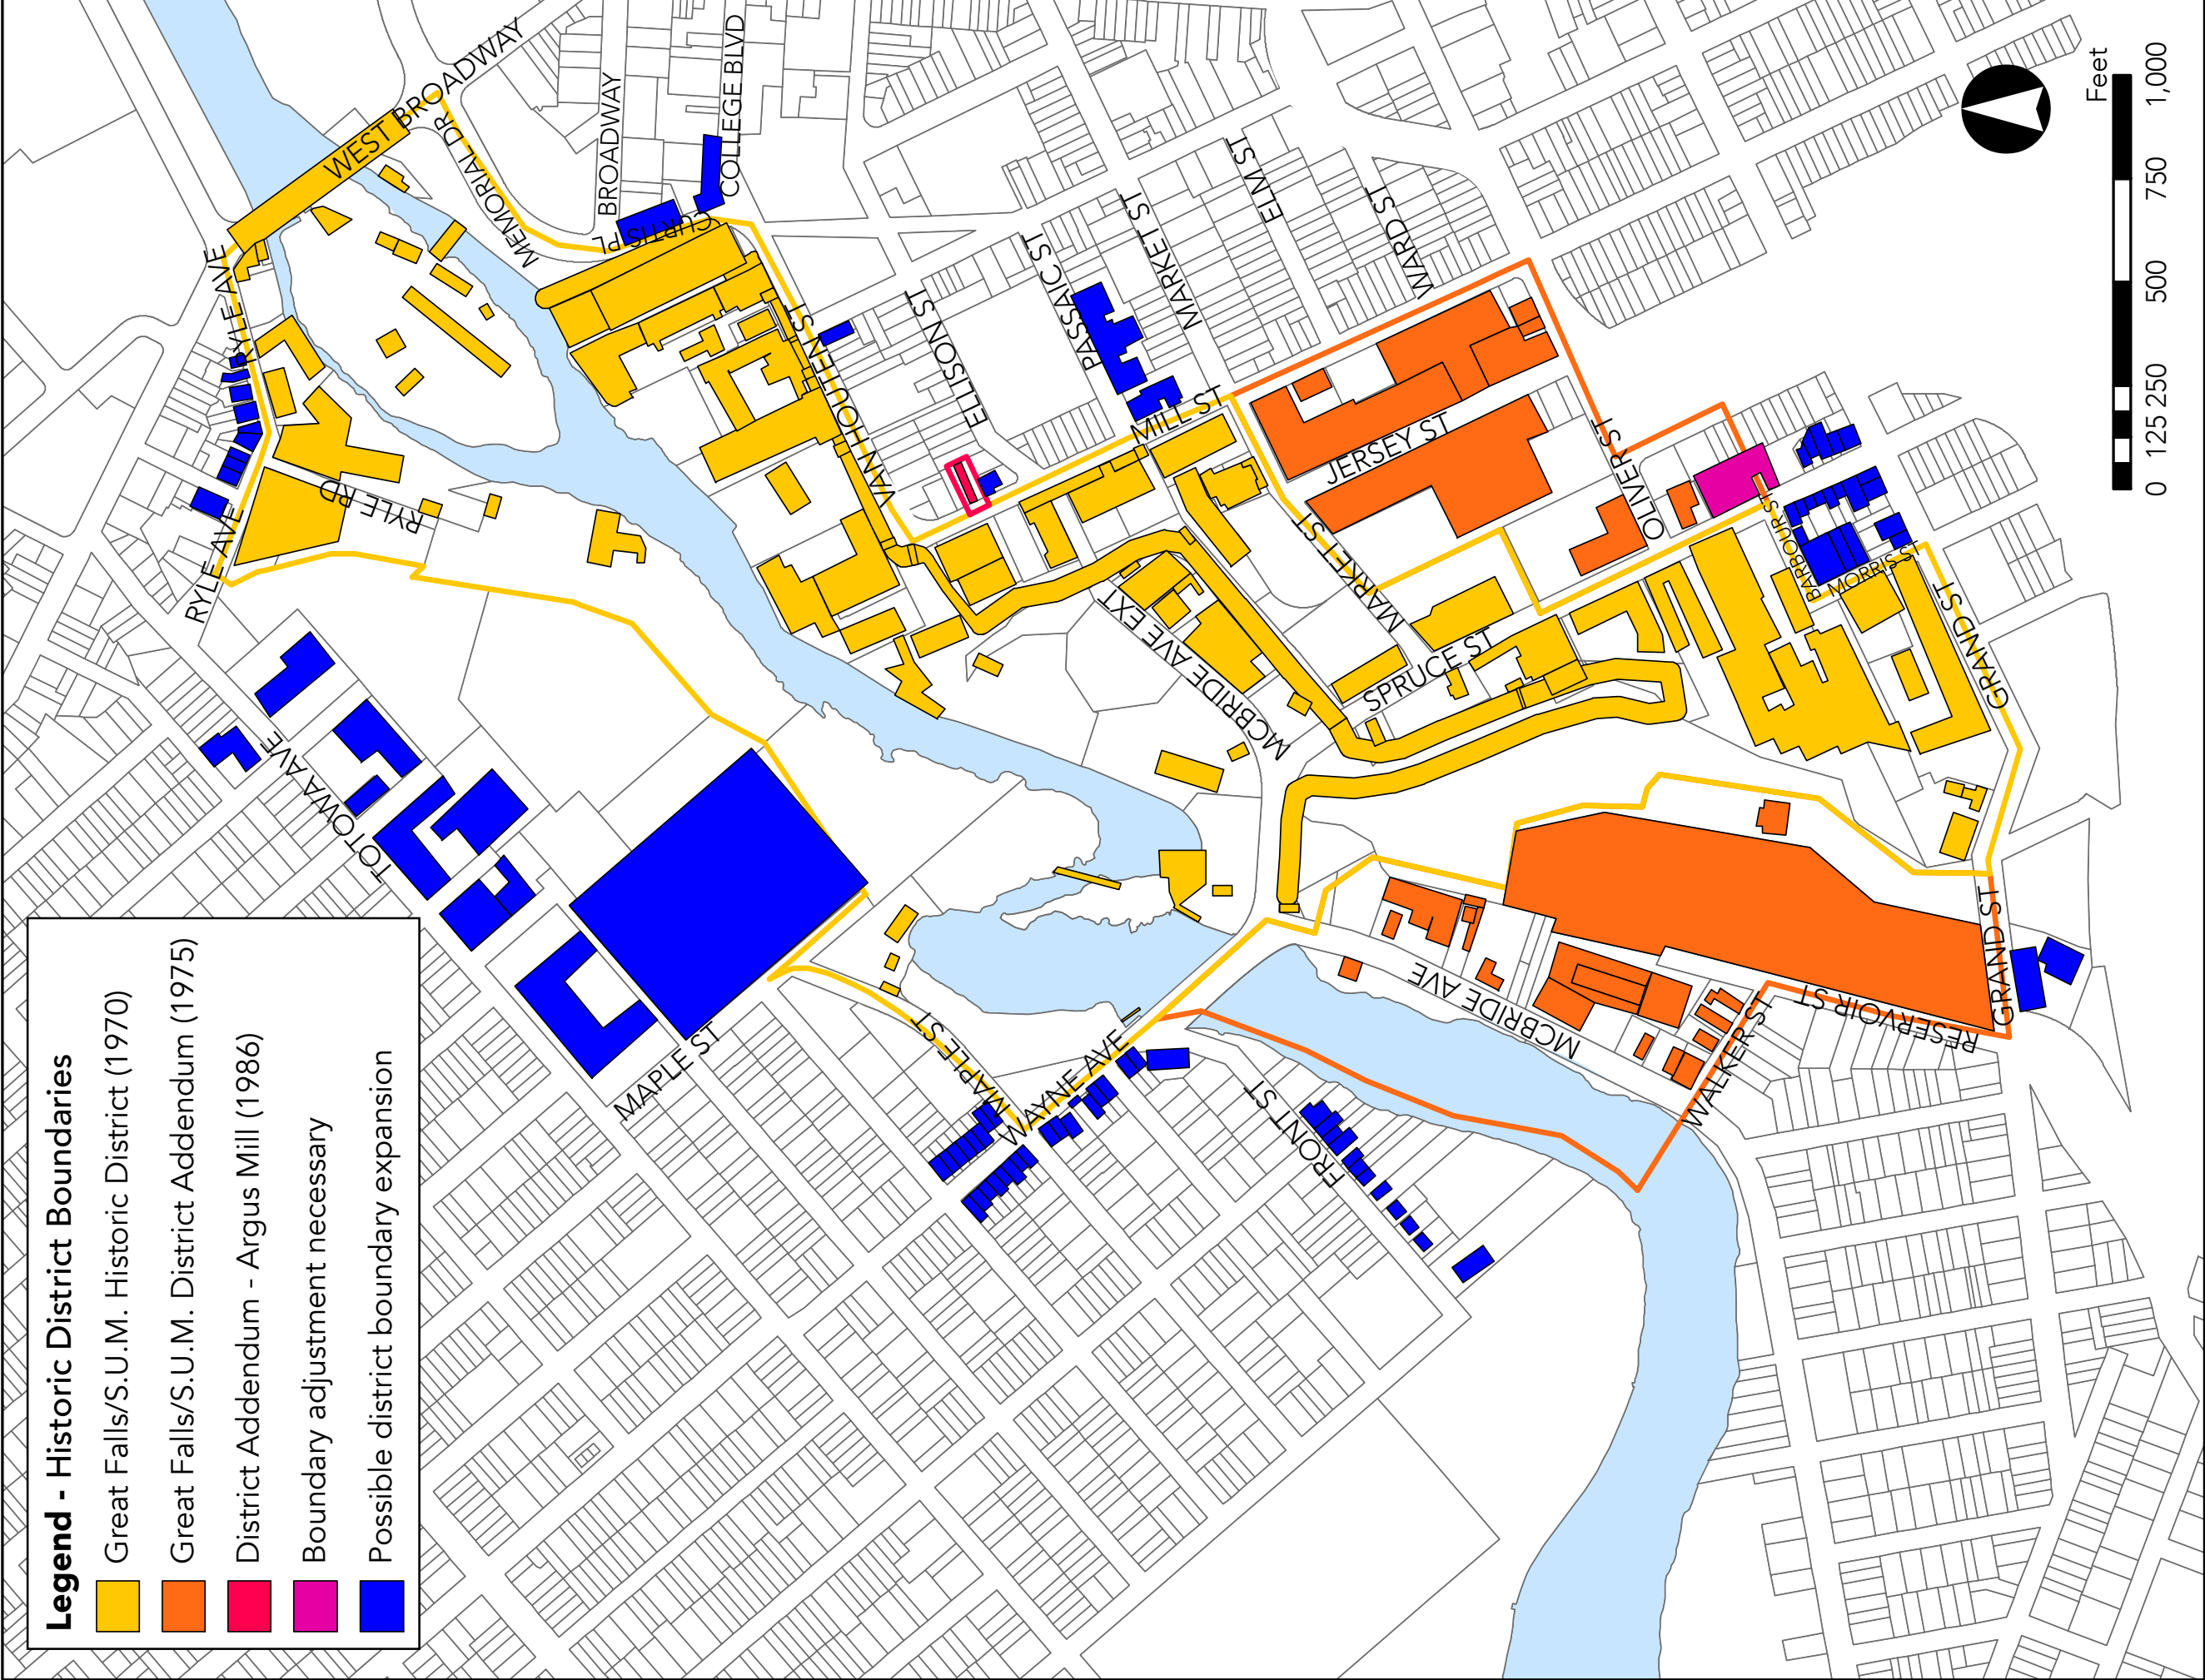 Legend - Historic District Boundaries
Great Falls/S.U.M. Historic District (1970)
Great Falls/S.U.M. District Addendum (1975)
District Addendum - Argus Mill (1986)
Boundary adjustment necessary
Possible district boundary expansion
WEST BROADWAY
MEMORIAL DR
BROADWAY
COLLEGE BLVD
CURTIS PL
RYLE AVE
RYLE AVE
RYLE RD
VAN HOUTEN ST
ELLISON ST
PASSAIC ST
MARKET ST
ELM ST
WARD ST
MILL ST
JERSEY ST
OLIVER ST
MARKET ST
SPRUCE ST
MCBRIDE AVE EXT
MCBRIDE AVE
BARBOUR ST
MORRIS ST
GRAND ST
TOTOWA AVE
MAPLE ST
MAPLE ST
WAYNE AVE
FRONT ST
MCBRIDE AVE
WALKER ST
RESERVOIR ST
GRAND ST
Feet
0 125 250 500 750 1,000